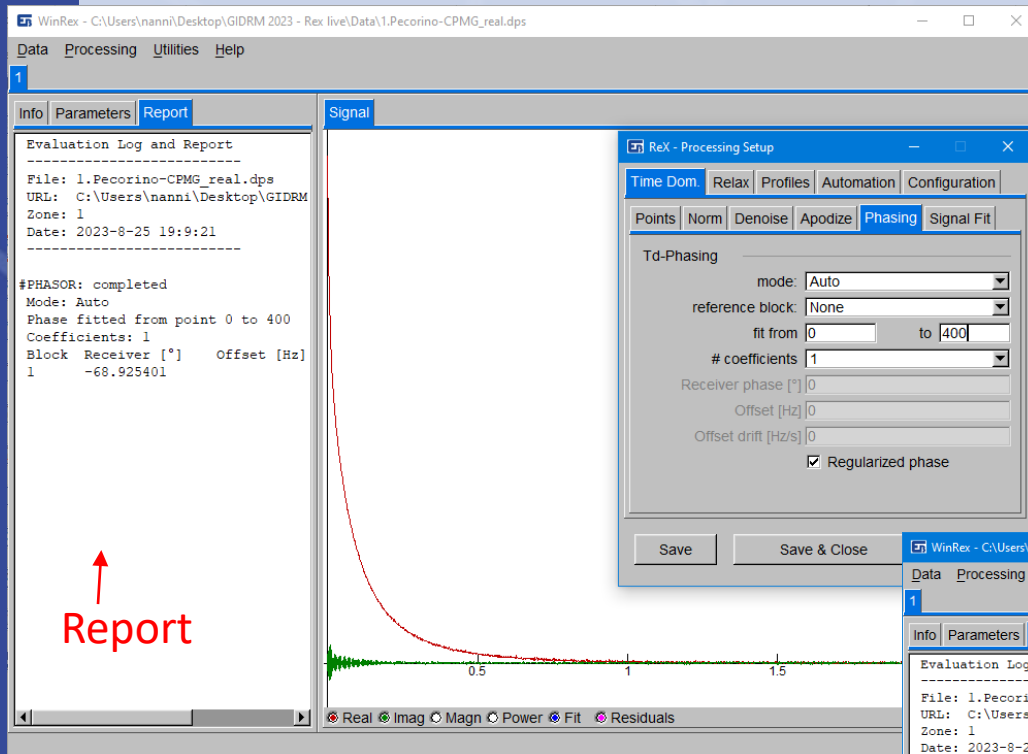 WinRex - C:\Users\nanni\Desktop\GIDRM 2023 - Rex live\Data\1.Pecorino-CPMG_real.dps
Data Processing Utilities Help
1
Info Parameters Report
Evaluation Log and Report
--------------------------
File: 1.Pecorino-CPMG_real.dps
URL: C:\Users\nanni\Desktop\GIDRM
Zone: 1
Date: 2023-8-25 19:9:21
--------------------------
#PHASOR: completed
Mode: Auto
Phase fitted from point 0 to 400
Coefficients: 1
Block Receiver [°] Offset [Hz]
1 -68.925401
Report
Signal
0.5 1 1.5
Real Imag Magn Power Fit Residuals
ReX - Processing Setup
Time Dom. Relax Profiles Automation Configuration
Points Norm Denoise Apodize Phasing Signal Fit
Td-Phasing
mode: Auto
reference block: None
fit from 0 to 400
# coefficients 1
Receiver phase [°] 0
Offset [Hz] 0
Offset drift [Hz/s] 0
Regularized phase
Save Save & Close
WinRex - C:\Users\
Data Processing
1
Info Parameters
Evaluation Log
--------------
File: 1.Pecori
URL: C:\Users
Zone: 1
Date: 2023-8-2